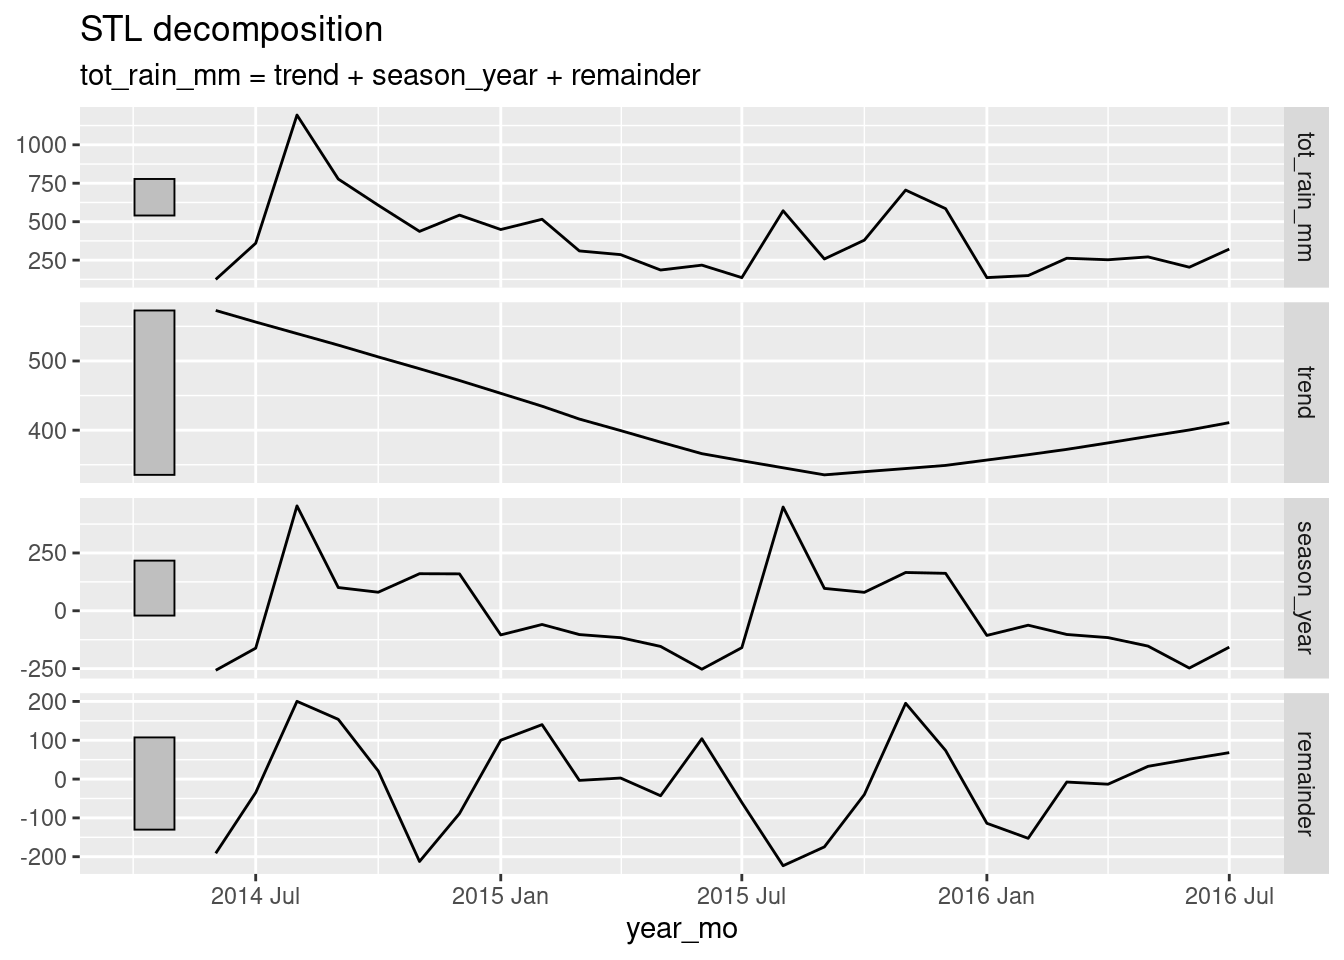 STL decomposition
tot_rain_mm = trend + season_year + remainder
1000
750
500
250
tot_rain_mm
500
400
trend
250
0
-250
season_year
200
100
0
-100
-200
remainder
2014 Jul 2015 Jan 2015 Jul 2016 Jan 2016 Jul
year_mo